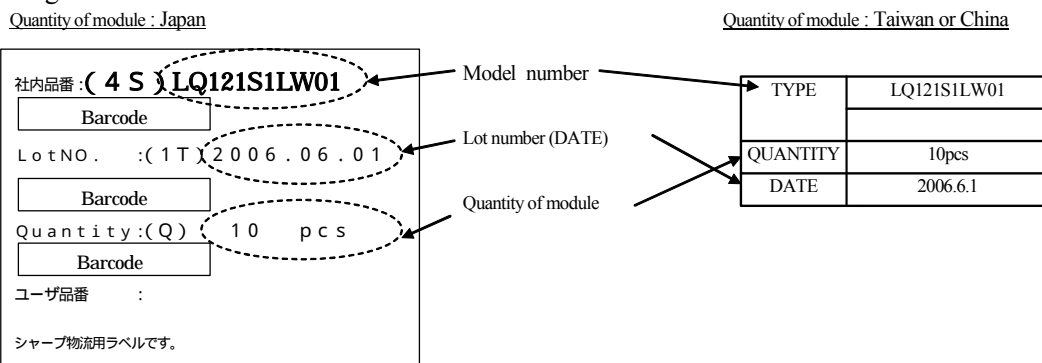 Quantity of module : Japan
Quantity of module : Taiwan or China
社内品番:(４Ｓ)LQ121S1LW01
Barcode
LotNO. :(1T)2006.06.01
Barcode
Quantity:(Q) 10 pcs
Barcode
ユーザ品番 :
シャープ物流用ラベルです。
Model number
Lot number (DATE)
Quantity of module
TYPE LQ121S1LW01
QUANTITY 10pcs
DATE 2006.6.1